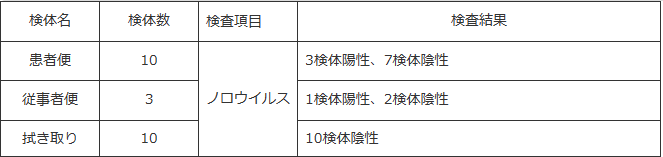 検体名 検体数 検査項目 検査結果
患者便 10 3検体陽性、7検体陰性
従事者便 3 ノロウイルス 1検体陽性、2検体陰性
拭き取り 10 10検体陰性